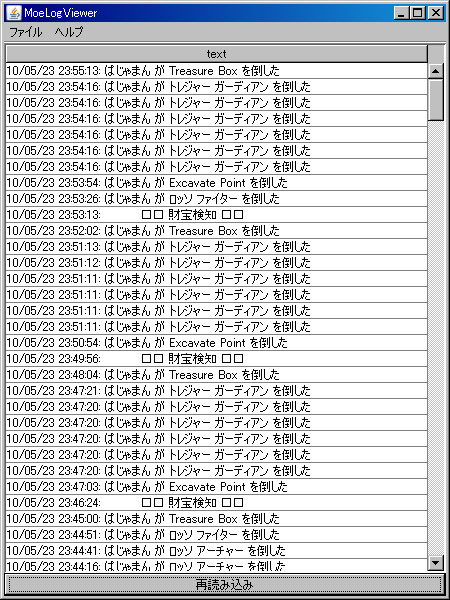 MoeLogViewer
ファイル ヘルプ
text
10/05/23 23:55:13: ぱじゃまん が Treasure Box を倒した
10/05/23 23:54:16: ぱじゃまん が トレジャー ガーディアン を倒した
10/05/23 23:54:16: ぱじゃまん が トレジャー ガーディアン を倒した
10/05/23 23:54:16: ぱじゃまん が トレジャー ガーディアン を倒した
10/05/23 23:54:16: ぱじゃまん が トレジャー ガーディアン を倒した
10/05/23 23:54:16: ぱじゃまん が トレジャー ガーディアン を倒した
10/05/23 23:54:16: ぱじゃまん が トレジャー ガーディアン を倒した
10/05/23 23:53:54: ぱじゃまん が Excavate Point を倒した
10/05/23 23:53:26: ぱじゃまん が ロッソ ファイター を倒した
10/05/23 23:53:13: □□ 財宝検知 □□
10/05/23 23:52:02: ぱじゃまん が Treasure Box を倒した
10/05/23 23:51:13: ぱじゃまん が トレジャー ガーディアン を倒した
10/05/23 23:51:12: ぱじゃまん が トレジャー ガーディアン を倒した
10/05/23 23:51:11: ぱじゃまん が トレジャー ガーディアン を倒した
10/05/23 23:51:11: ぱじゃまん が トレジャー ガーディアン を倒した
10/05/23 23:51:11: ぱじゃまん が トレジャー ガーディアン を倒した
10/05/23 23:51:11: ぱじゃまん が トレジャー ガーディアン を倒した
10/05/23 23:50:54: ぱじゃまん が Excavate Point を倒した
10/05/23 23:49:56: □□ 財宝検知 □□
10/05/23 23:48:04: ぱじゃまん が Treasure Box を倒した
10/05/23 23:47:21: ぱじゃまん が トレジャー ガーディアン を倒した
10/05/23 23:47:20: ぱじゃまん が トレジャー ガーディアン を倒した
10/05/23 23:47:20: ぱじゃまん が トレジャー ガーディアン を倒した
10/05/23 23:47:20: ぱじゃまん が トレジャー ガーディアン を倒した
10/05/23 23:47:20: ぱじゃまん が トレジャー ガーディアン を倒した
10/05/23 23:47:20: ぱじゃまん が トレジャー ガーディアン を倒した
10/05/23 23:47:03: ぱじゃまん が Excavate Point を倒した
10/05/23 23:46:24: □□ 財宝検知 □□
10/05/23 23:45:00: ぱじゃまん が Treasure Box を倒した
10/05/23 23:44:51: ぱじゃまん が ロッソ ファイター を倒した
10/05/23 23:44:41: ぱじゃまん が ロッソ アーチャー を倒した
10/05/23 23:44:16: ぱじゃまん が ロッソ アーチャー を倒した
再読み込み